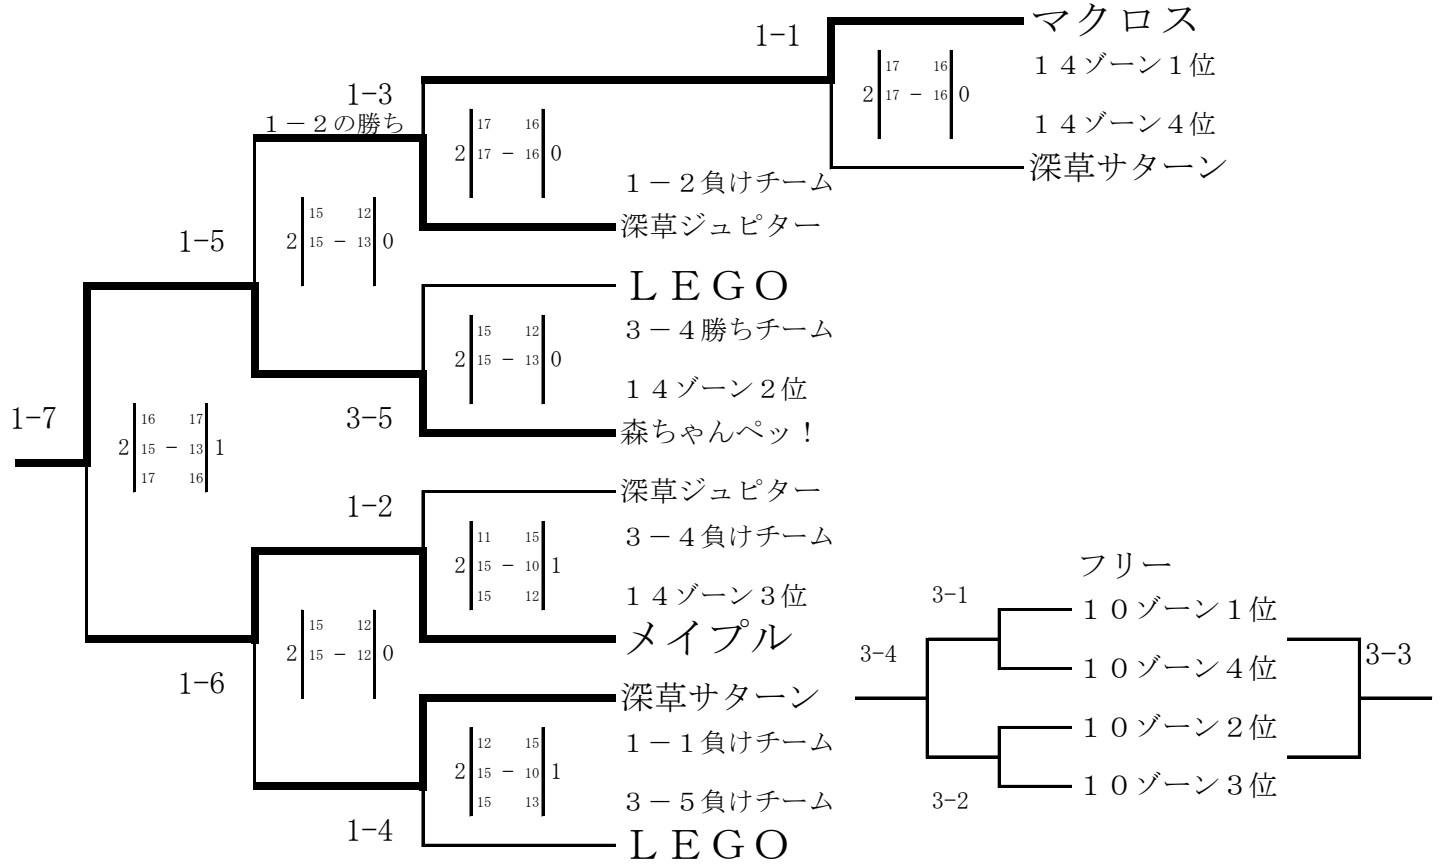 1-1
マクロス
17 16
2 17 - 16 0
１４ゾーン１位
１４ゾーン４位
深草サターン
1-3
１－２の勝ち
17 16
2 17 - 16 0
１－２負けチーム
深草ジュピター
1-5
15 12
2 15 - 13 0
ＬＥＧＯ
３－４勝ちチーム
15 12
2 15 - 13 0
１４ゾーン２位
3-5
森ちゃんペッ！
1-7
16 17
2 15 - 13 1
17 16
1-2
深草ジュピター
３－４負けチーム
11 15
2 15 - 10 1
15 12
１４ゾーン３位
メイプル
1-6
15 12
2 15 - 12 0
深草サターン
１－１負けチーム
12 15
2 15 - 10 1
15 13
３－５負けチーム
1-4
ＬＥＧＯ
フリー
3-1
１０ゾーン１位
3-4
１０ゾーン４位
3-3
１０ゾーン２位
3-2
１０ゾーン３位